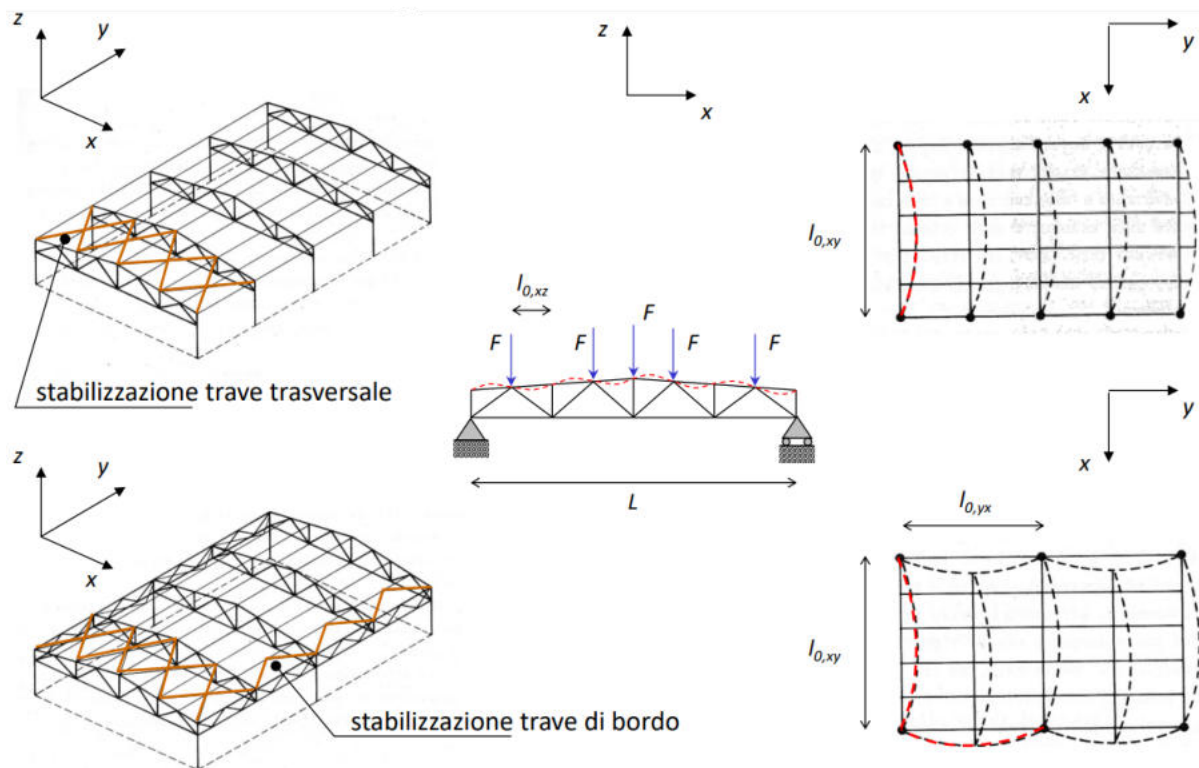 z
y
x
stabilizzazione trave trasversale
z
x
l0,xz
F
F
F
F
F
L
y
x
l0,xy
z
y
x
stabilizzazione trave di bordo
y
x
l0,yx
l0,xy